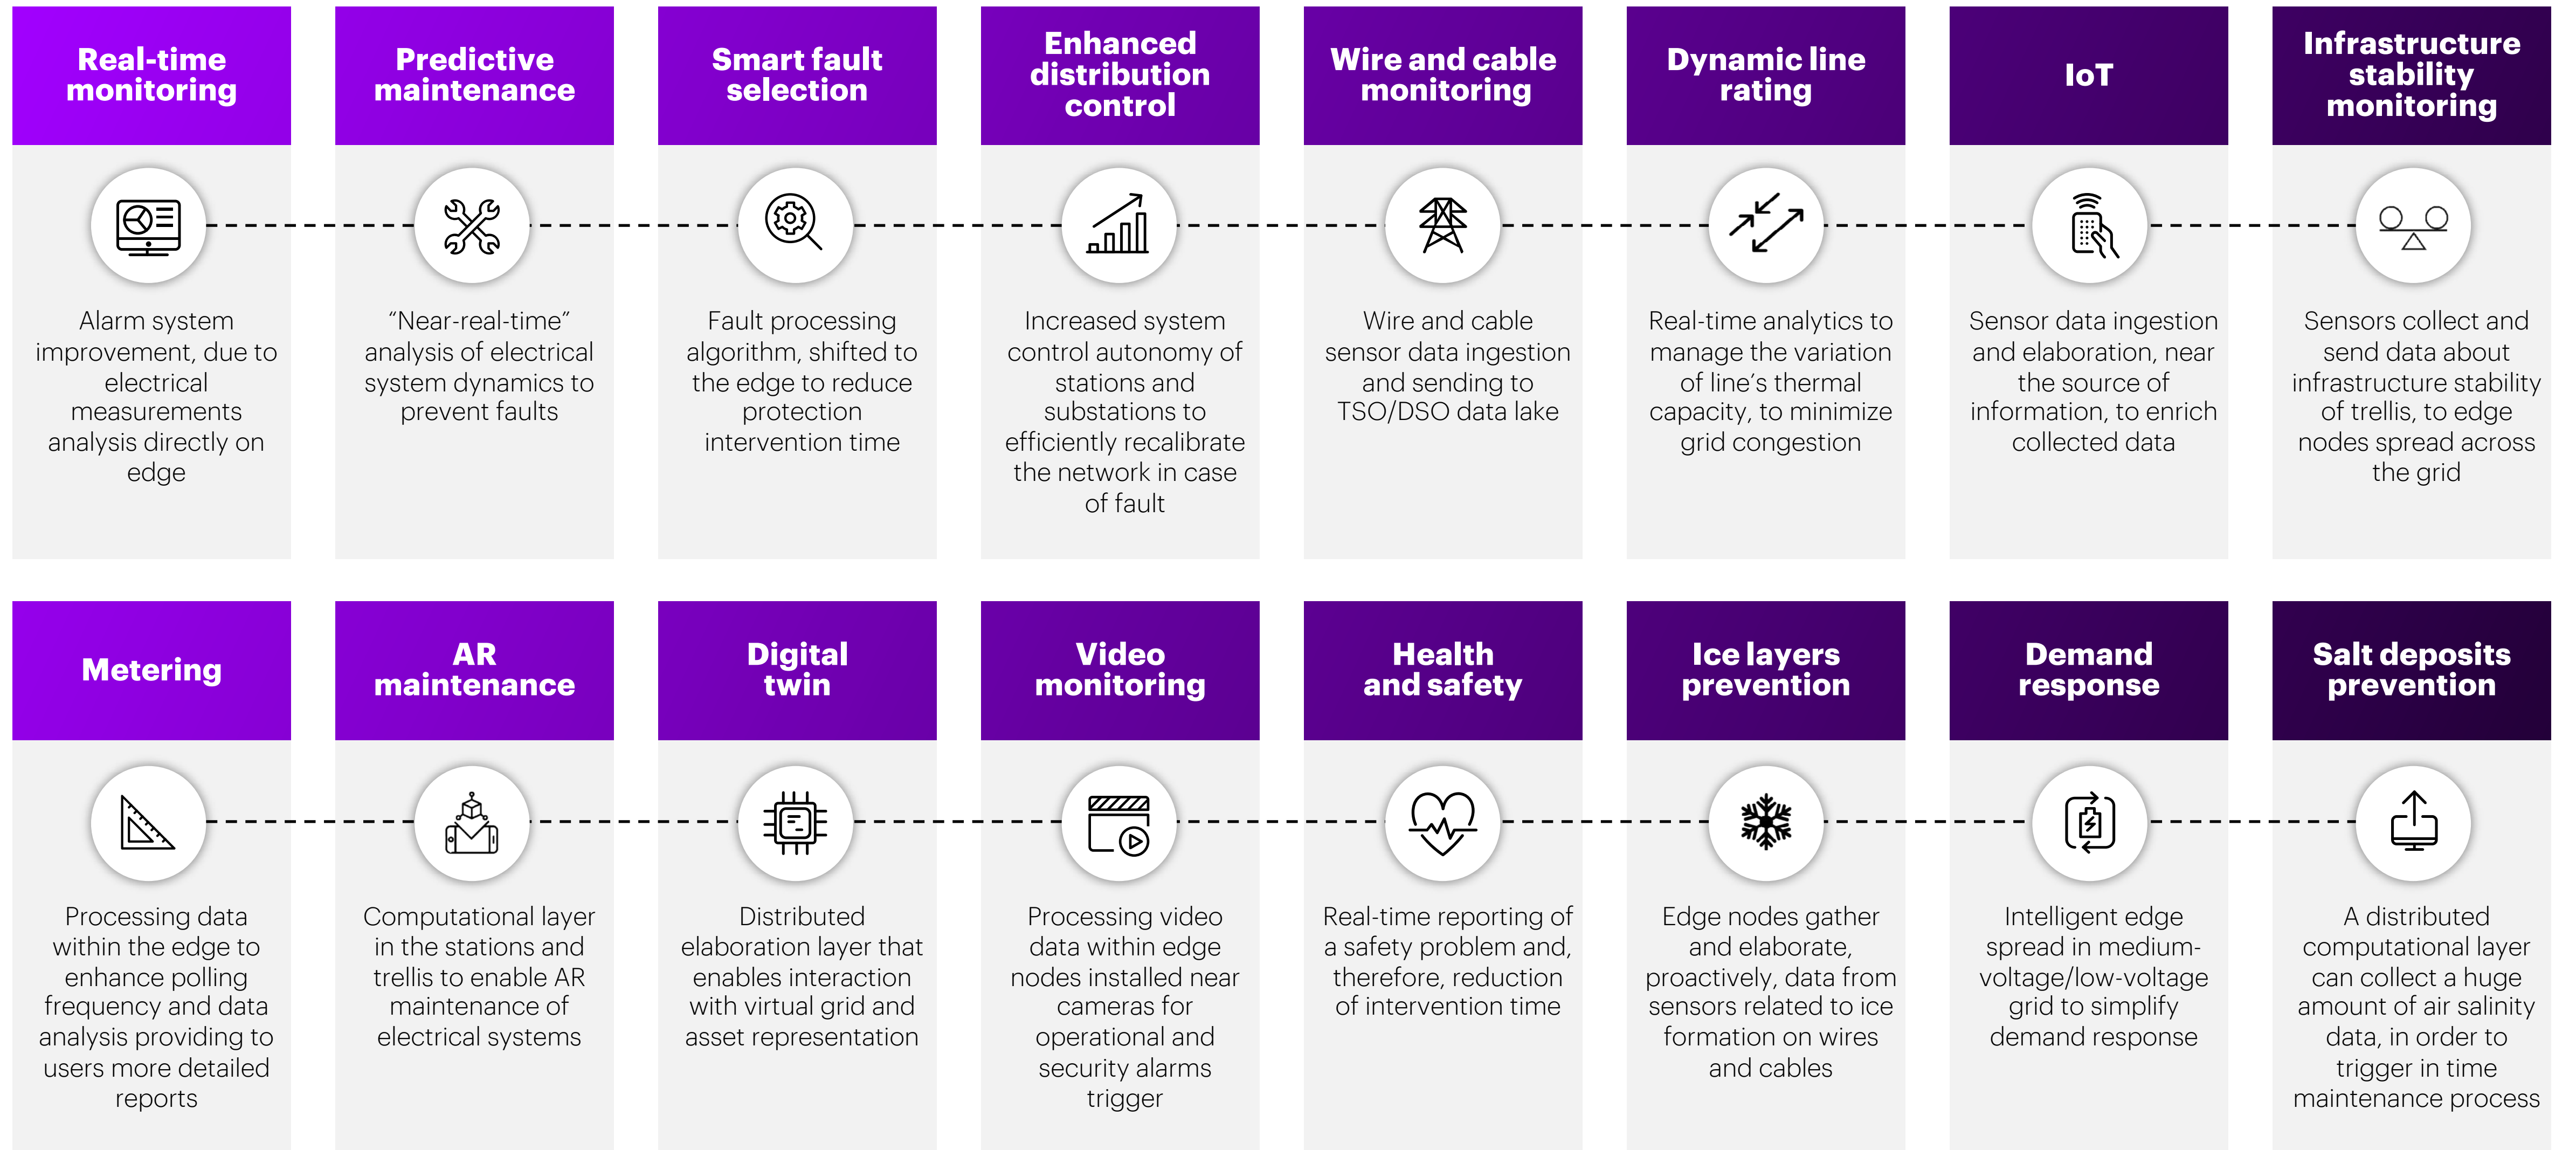 Real-time
monitoring
Alarm system
improvement, due to
electrical
measurements
analysis directly on
edge
Predictive
maintenance
“Near-real-time”
analysis of electrical
system dynamics to
prevent faults
Smart fault
selection
Fault processing
algorithm, shifted to
the edge to reduce
protection
intervention time
Enhanced
distribution
control
Increased system
control autonomy of
stations and
substations to
efficiently recalibrate
the network in case
of fault
Wire and cable
monitoring
Wire and cable
sensor data ingestion
and sending to
TSO/DSO data lake
Dynamic line
rating
Real-time analytics to
manage the variation
of line’s thermal
capacity, to minimize
grid congestion
IoT
Sensor data ingestion
and elaboration, near
the source of
information, to enrich
collected data
Infrastructure
stability
monitoring
Sensors collect and
send data about
infrastructure stability
of trellis, to edge
nodes spread across
the grid
Metering
Processing data
within the edge to
enhance polling
frequency and data
analysis providing to
users more detailed
reports
AR
maintenance
Computational layer
in the stations and
trellis to enable AR
maintenance of
electrical systems
Digital
twin
Distributed
elaboration layer that
enables interaction
with virtual grid and
asset representation
Video
monitoring
Processing video
data within edge
nodes installed near
cameras for
operational and
security alarms
trigger
Health
and safety
Real-time reporting of
a safety problem and,
therefore, reduction
of intervention time
Ice layers
prevention
Edge nodes gather
and elaborate,
proactively, data from
sensors related to ice
formation on wires
and cables
Demand
response
Intelligent edge
spread in medium-
voltage/low-voltage
grid to simplify
demand response
Salt deposits
prevention
A distributed
computational layer
can collect a huge
amount of air salinity
data, in order to
trigger in time
maintenance process